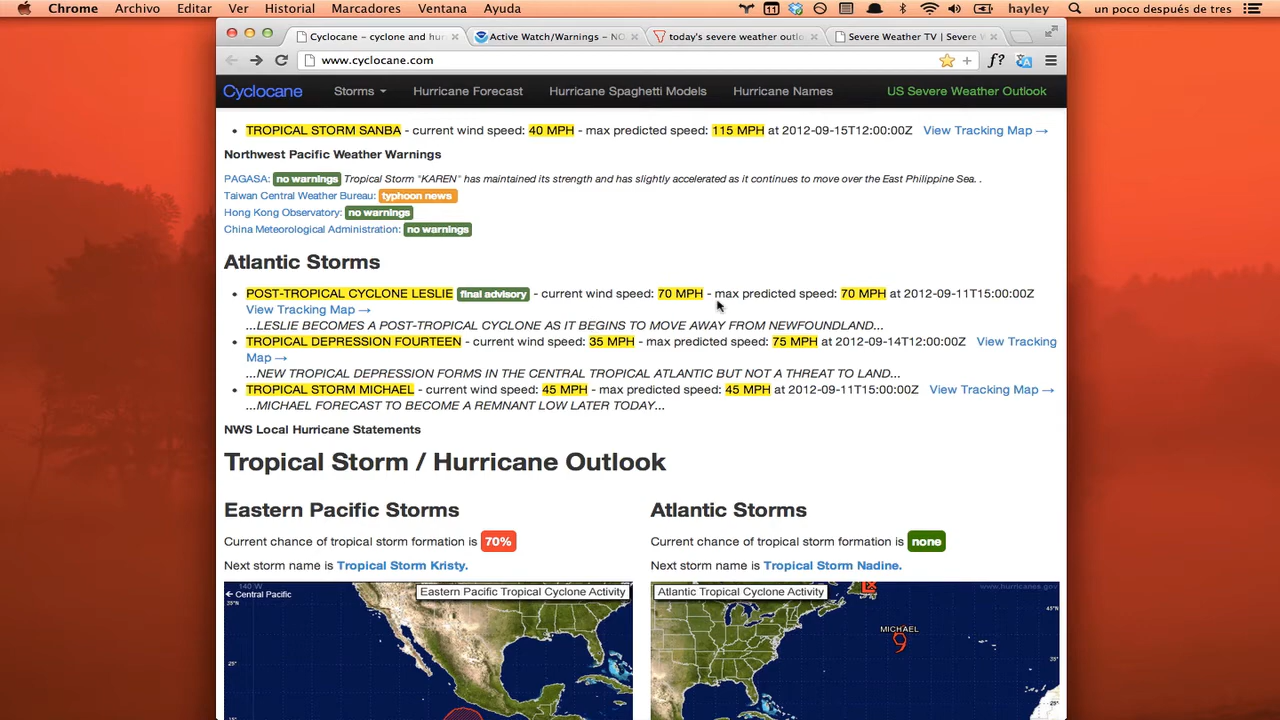 Chrome Archivo Editar Ver Historial Marcadores Ventana Ayuda 11 hayley un poco después de tres
Cyclocane – cyclone and hur Active Watch/Warnings – NO today's severe weather outlo Severe Weather TV | Severe W
www.cyclocane.com f?
Cyclocane Storms Hurricane Forecast Hurricane Spaghetti Models Hurricane Names US Severe Weather Outlook
• TROPICAL STORM SANBA - current wind speed: 40 MPH - max predicted speed: 115 MPH at 2012-09-15T12:00:00Z View Tracking Map →
Northwest Pacific Weather Warnings
PAGASA: no warnings Tropical Storm "KAREN" has maintained its strength and has slightly accelerated as it continues to move over the East Philippine Sea. .
Taiwan Central Weather Bureau: typhoon news
Hong Kong Observatory: no warnings
China Meteorological Administration: no warnings
Atlantic Storms
• POST-TROPICAL CYCLONE LESLIE final advisory - current wind speed: 70 MPH - max predicted speed: 70 MPH at 2012-09-11T15:00:00Z
View Tracking Map →
...LESLIE BECOMES A POST-TROPICAL CYCLONE AS IT BEGINS TO MOVE AWAY FROM NEWFOUNDLAND...
• TROPICAL DEPRESSION FOURTEEN - current wind speed: 35 MPH - max predicted speed: 75 MPH at 2012-09-14T12:00:00Z View Tracking
Map →
...NEW TROPICAL DEPRESSION FORMS IN THE CENTRAL TROPICAL ATLANTIC BUT NOT A THREAT TO LAND...
• TROPICAL STORM MICHAEL - current wind speed: 45 MPH - max predicted speed: 45 MPH at 2012-09-11T15:00:00Z View Tracking Map →
...MICHAEL FORECAST TO BECOME A REMNANT LOW LATER TODAY...
NWS Local Hurricane Statements
Tropical Storm / Hurricane Outlook
Eastern Pacific Storms
Current chance of tropical storm formation is 70%
Next storm name is Tropical Storm Kristy.
140 W
← Central Pacific
35°N
Eastern Pacific Tropical Cyclone Activity
25°
15°
Atlantic Storms
Current chance of tropical storm formation is none
Next storm name is Tropical Storm Nadine.
Atlantic Tropical Cyclone Activity
www.hurricanes.gov
45°N
MICHAEL
35°
25°